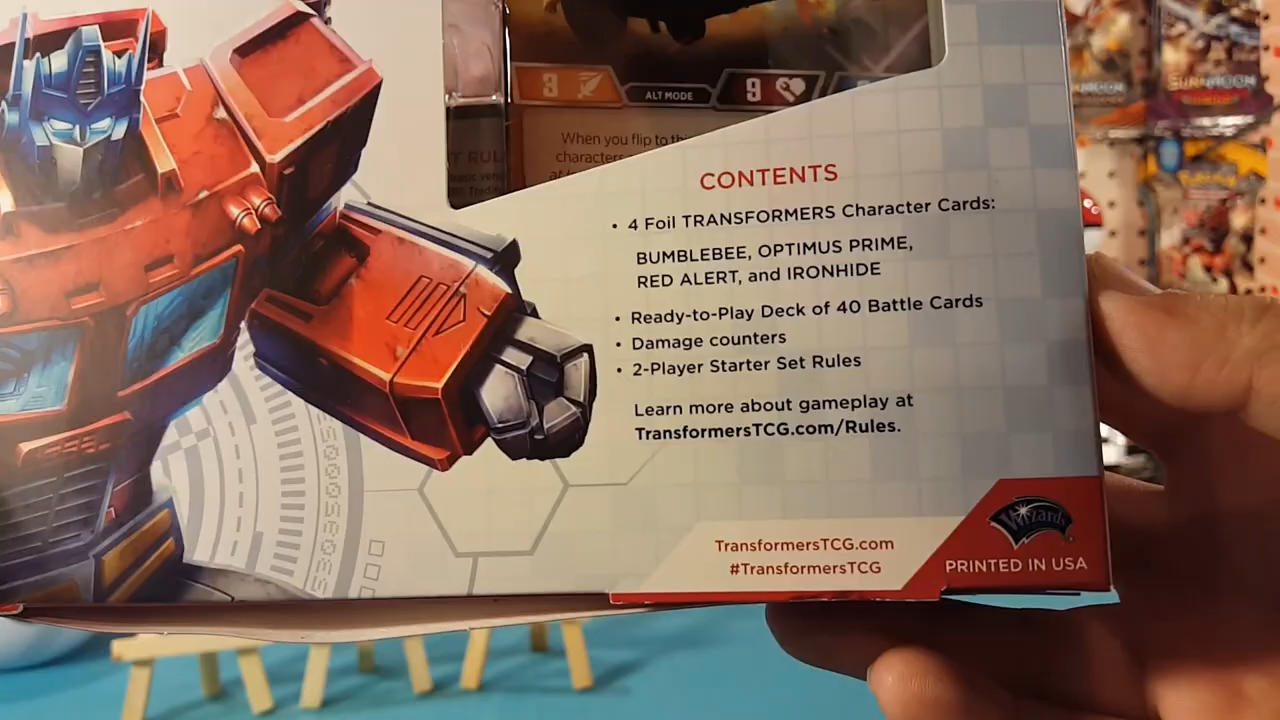 3
ALT MODE
9
When you flip to
characters
CONTENTS
• 4 Foil TRANSFORMERS Character Cards:
BUMBLEBEE, OPTIMUS PRIME,
RED ALERT, and IRONHIDE
• Ready-to-Play Deck of 40 Battle Cards
• Damage counters
• 2-Player Starter Set Rules
Learn more about gameplay at
TransformersTCG.com/Rules.
Wizards
TransformersTCG.com
#TransformersTCG
PRINTED IN USA